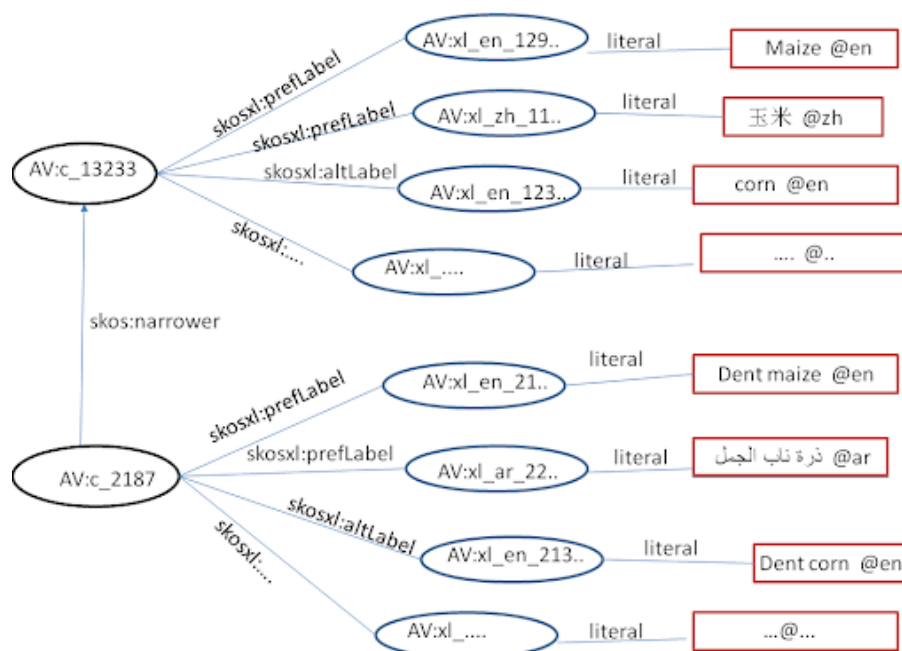 AV:xl_en_129..
literal
Maize @en
skosxl:prefLabel
skosxl:prefLabel
AV:xl_zh_11..
literal
玉米 @zh
AV:c_13233
skosxl:altLabel
AV:xl_en_123..
literal
corn @en
skosxl:....
AV:xl_....
literal
.... @..
skos:narrower
skosxl:prefLabel
AV:xl_en_21..
literal
Dent maize @en
skosxl:prefLabel
AV:xl_ar_22..
literal
ذرة ناب الجمل @ar
AV:c_2187
skosxl:altLabel
AV:xl_en_213..
literal
Dent corn @en
skosxl:....
AV:xl_....
literal
...@...